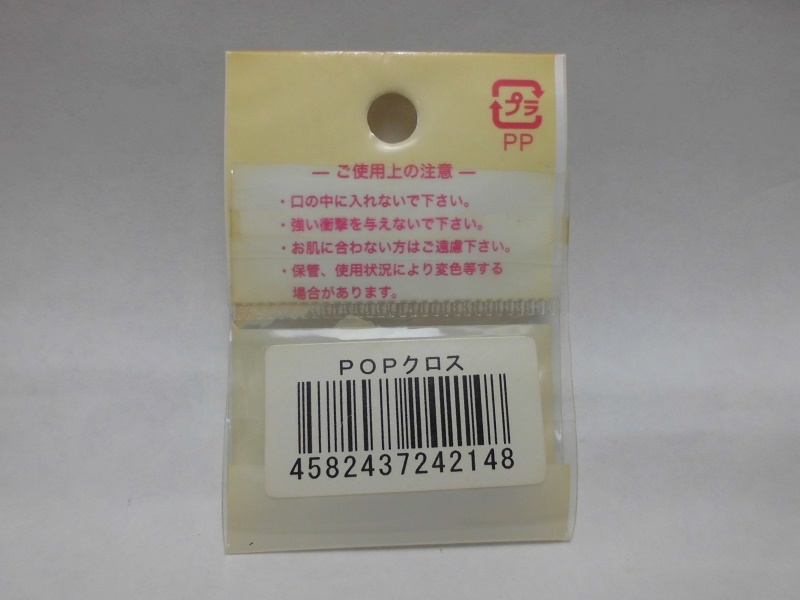 プラ
PP
― ご使用上の注意 ―
・口の中に入れないで下さい。
・強い衝撃を与えないで下さい。
・お肌に合わない方はご遠慮下さい。
・保管、使用状況により変色等する
場合があります。
POPクロス
4582437242148